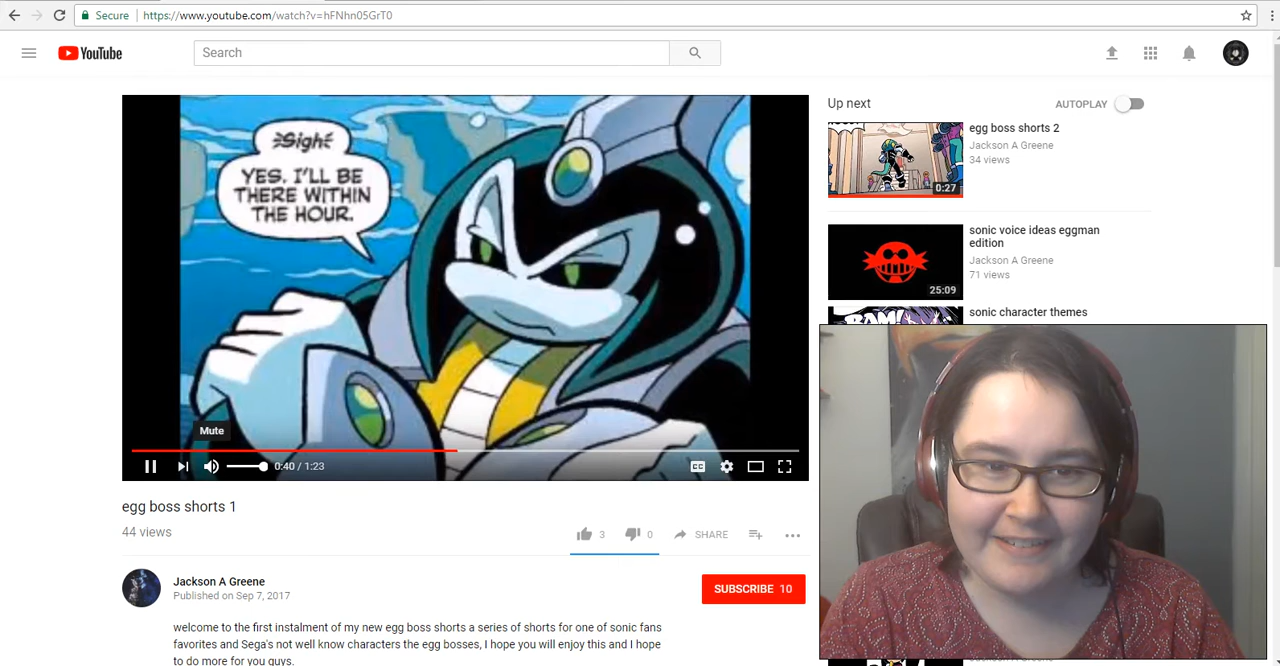 Secure
https://www.youtube.com/watch?v=hFNhn05GrT0
YouTube
Search
Sigh
YES. I'LL BE
THERE WITHIN
THE HOUR.
Mute
0:40 / 1:23
CC
egg boss shorts 1
44 views
3
0
SHARE
Jackson A Greene
Published on Sep 7, 2017
SUBSCRIBE 10
welcome to the first instalment of my new egg boss shorts a series of shorts for one of sonic fans
favorites and Sega's not well know characters the egg bosses, I hope you will enjoy this and I hope
to do more for you guys.
Up next
AUTOPLAY
egg boss shorts 2
Jackson A Greene
34 views
0:27
sonic voice ideas eggman
edition
Jackson A Greene
71 views
25:09
sonic character themes
BAM!